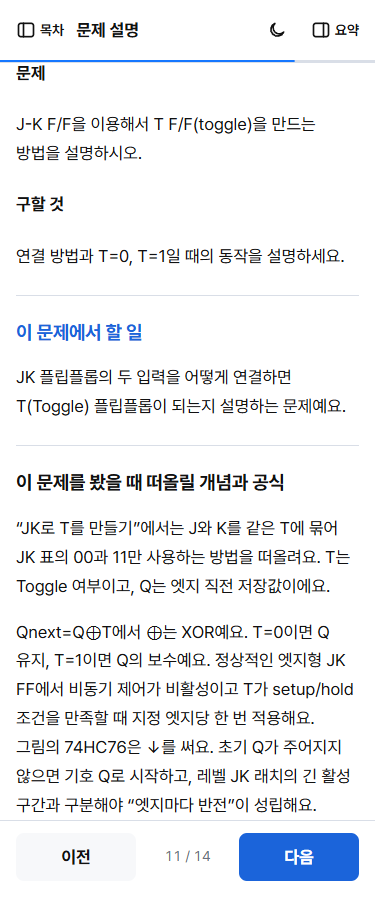 목차 문제 설명 요약
문제
J-K F/F을 이용해서 T F/F(toggle)을 만드는
방법을 설명하시오.
구할 것
연결 방법과 T=0, T=1일 때의 동작을 설명하세요.
이 문제에서 할 일
JK 플립플롭의 두 입력을 어떻게 연결하면
T(Toggle) 플립플롭이 되는지 설명하는 문제예요.
이 문제를 봤을 때 떠올릴 개념과 공식
“JK로 T를 만들기”에서는 J와 K를 같은 T에 묶어
JK 표의 00과 11만 사용하는 방법을 떠올려요. T는
Toggle 여부이고, Q는 엣지 직전 저장값이에요.
Qnext=Q⊕T에서 ⊕는 XOR예요. T=0이면 Q
유지, T=1이면 Q의 보수예요. 정상적인 엣지형 JK
FF에서 비동기 제어가 비활성이고 T가 setup/hold
조건을 만족할 때 지정 엣지당 한 번 적용해요.
그림의 74HC76은 ↓를 써요. 초기 Q가 주어지지
않으면 기호 Q로 시작하고, 레벨 JK 래치의 긴 활성
구간과 구분해야 “엣지마다 반전”이 성립해요.
이전 11 / 14 다음